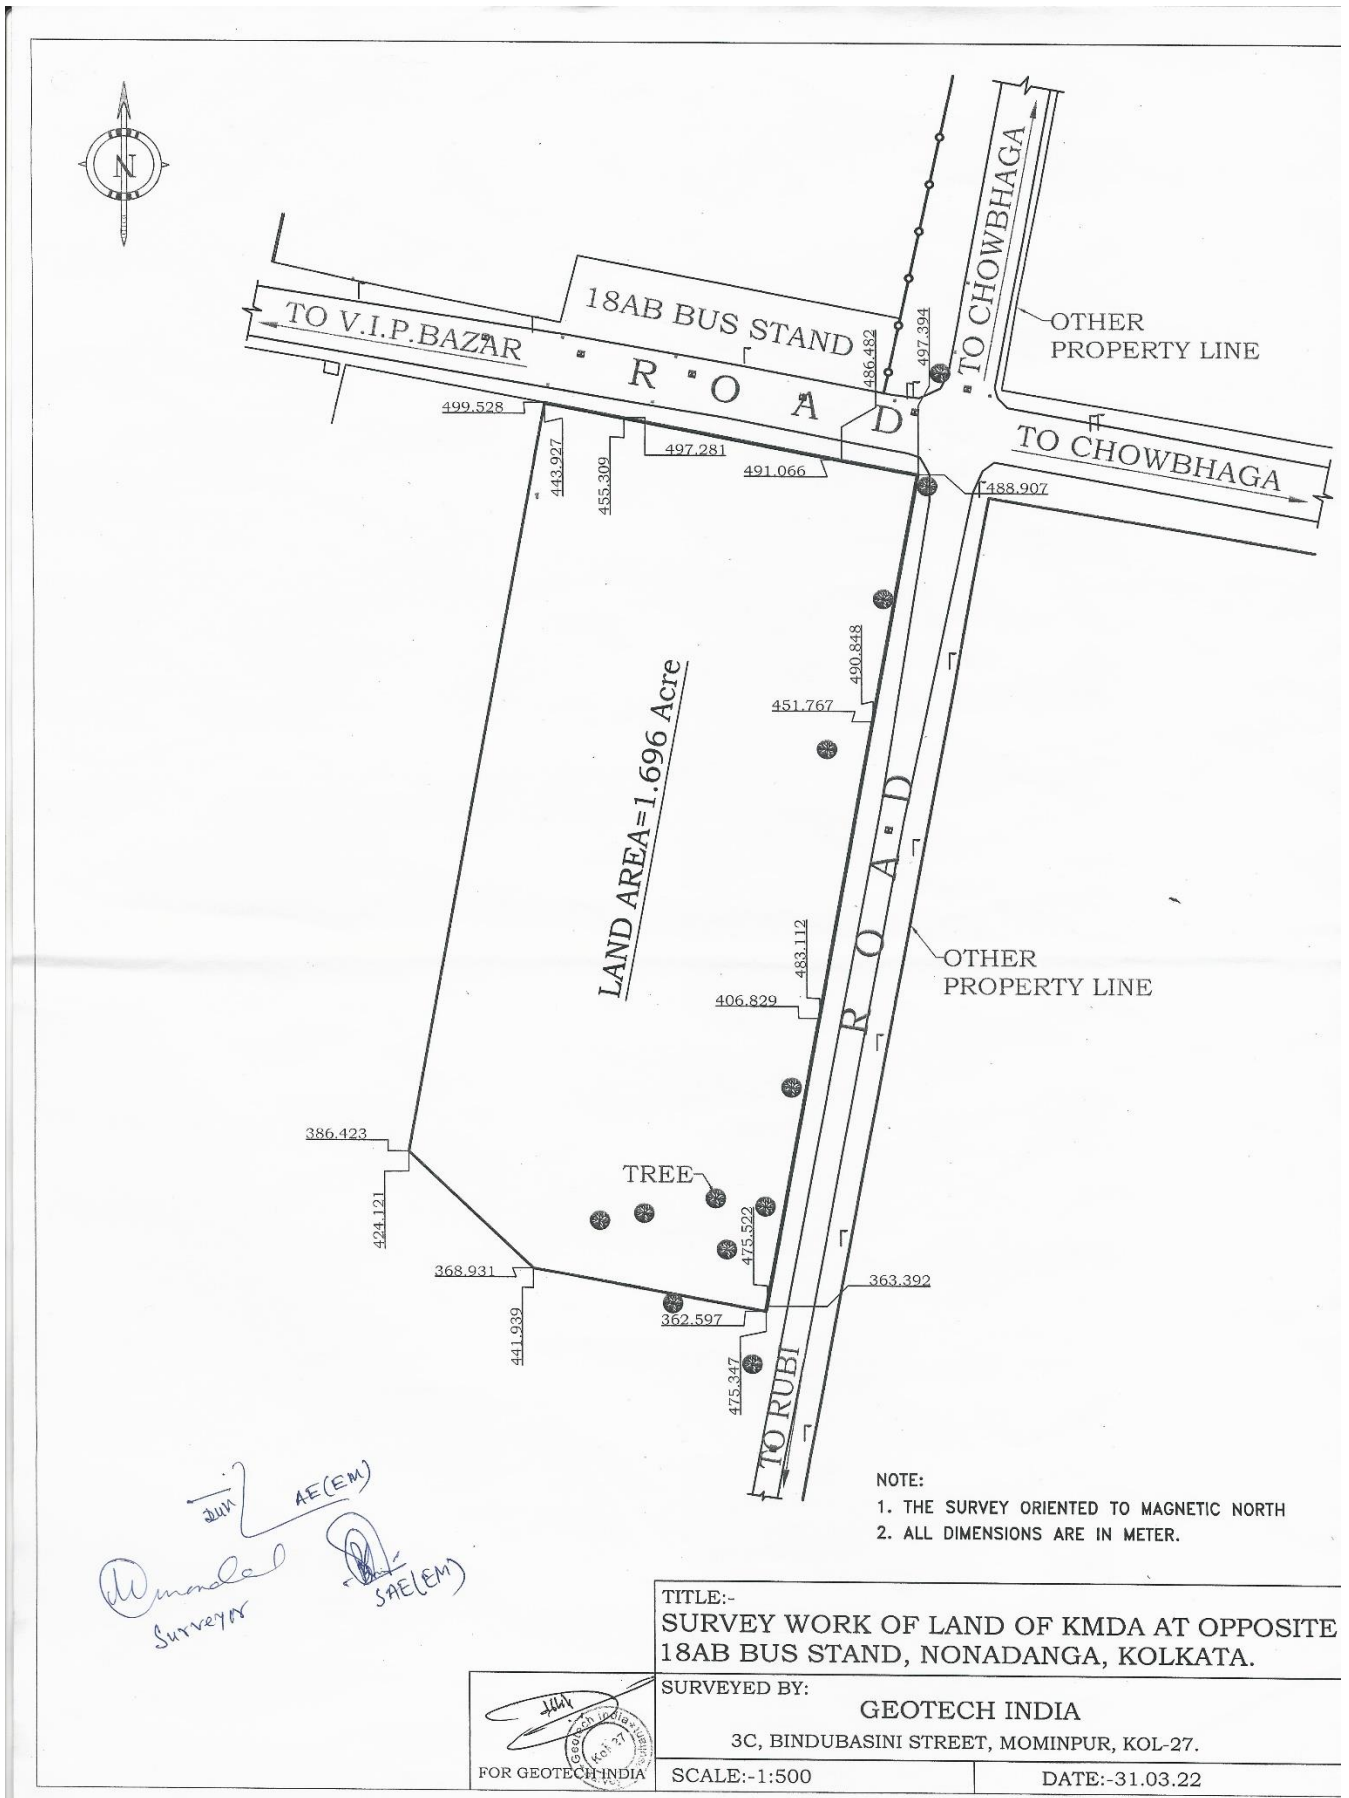 N
TO CHOWBHAGA
OTHER
PROPERTY LINE
18AB BUS STAND
TO V.I.P.BAZAR
ROAD
486.482
497.394
499.528
443.927
455.309
497.281
491.066
TO CHOWBHAGA
488.907
490.848
451.767
LAND AREA=1.696 Acre
ROAD
483.112
406.829
OTHER
PROPERTY LINE
386.423
424.121
TREE
475.522
368.931
441.939
363.392
362.597
475.347
TO RUBI
NOTE:
1. THE SURVEY ORIENTED TO MAGNETIC NORTH
2. ALL DIMENSIONS ARE IN METER.
AE(EM)
SAE(EM)
Surveyor
TITLE:-
SURVEY WORK OF LAND OF KMDA AT OPPOSITE
18AB BUS STAND, NONADANGA, KOLKATA.
SURVEYED BY:
GEOTECH INDIA
3C, BINDUBASINI STREET, MOMINPUR, KOL-27.
Geotech India
Kol-27
FOR GEOTECH INDIA
SCALE:-1:500
DATE:-31.03.22